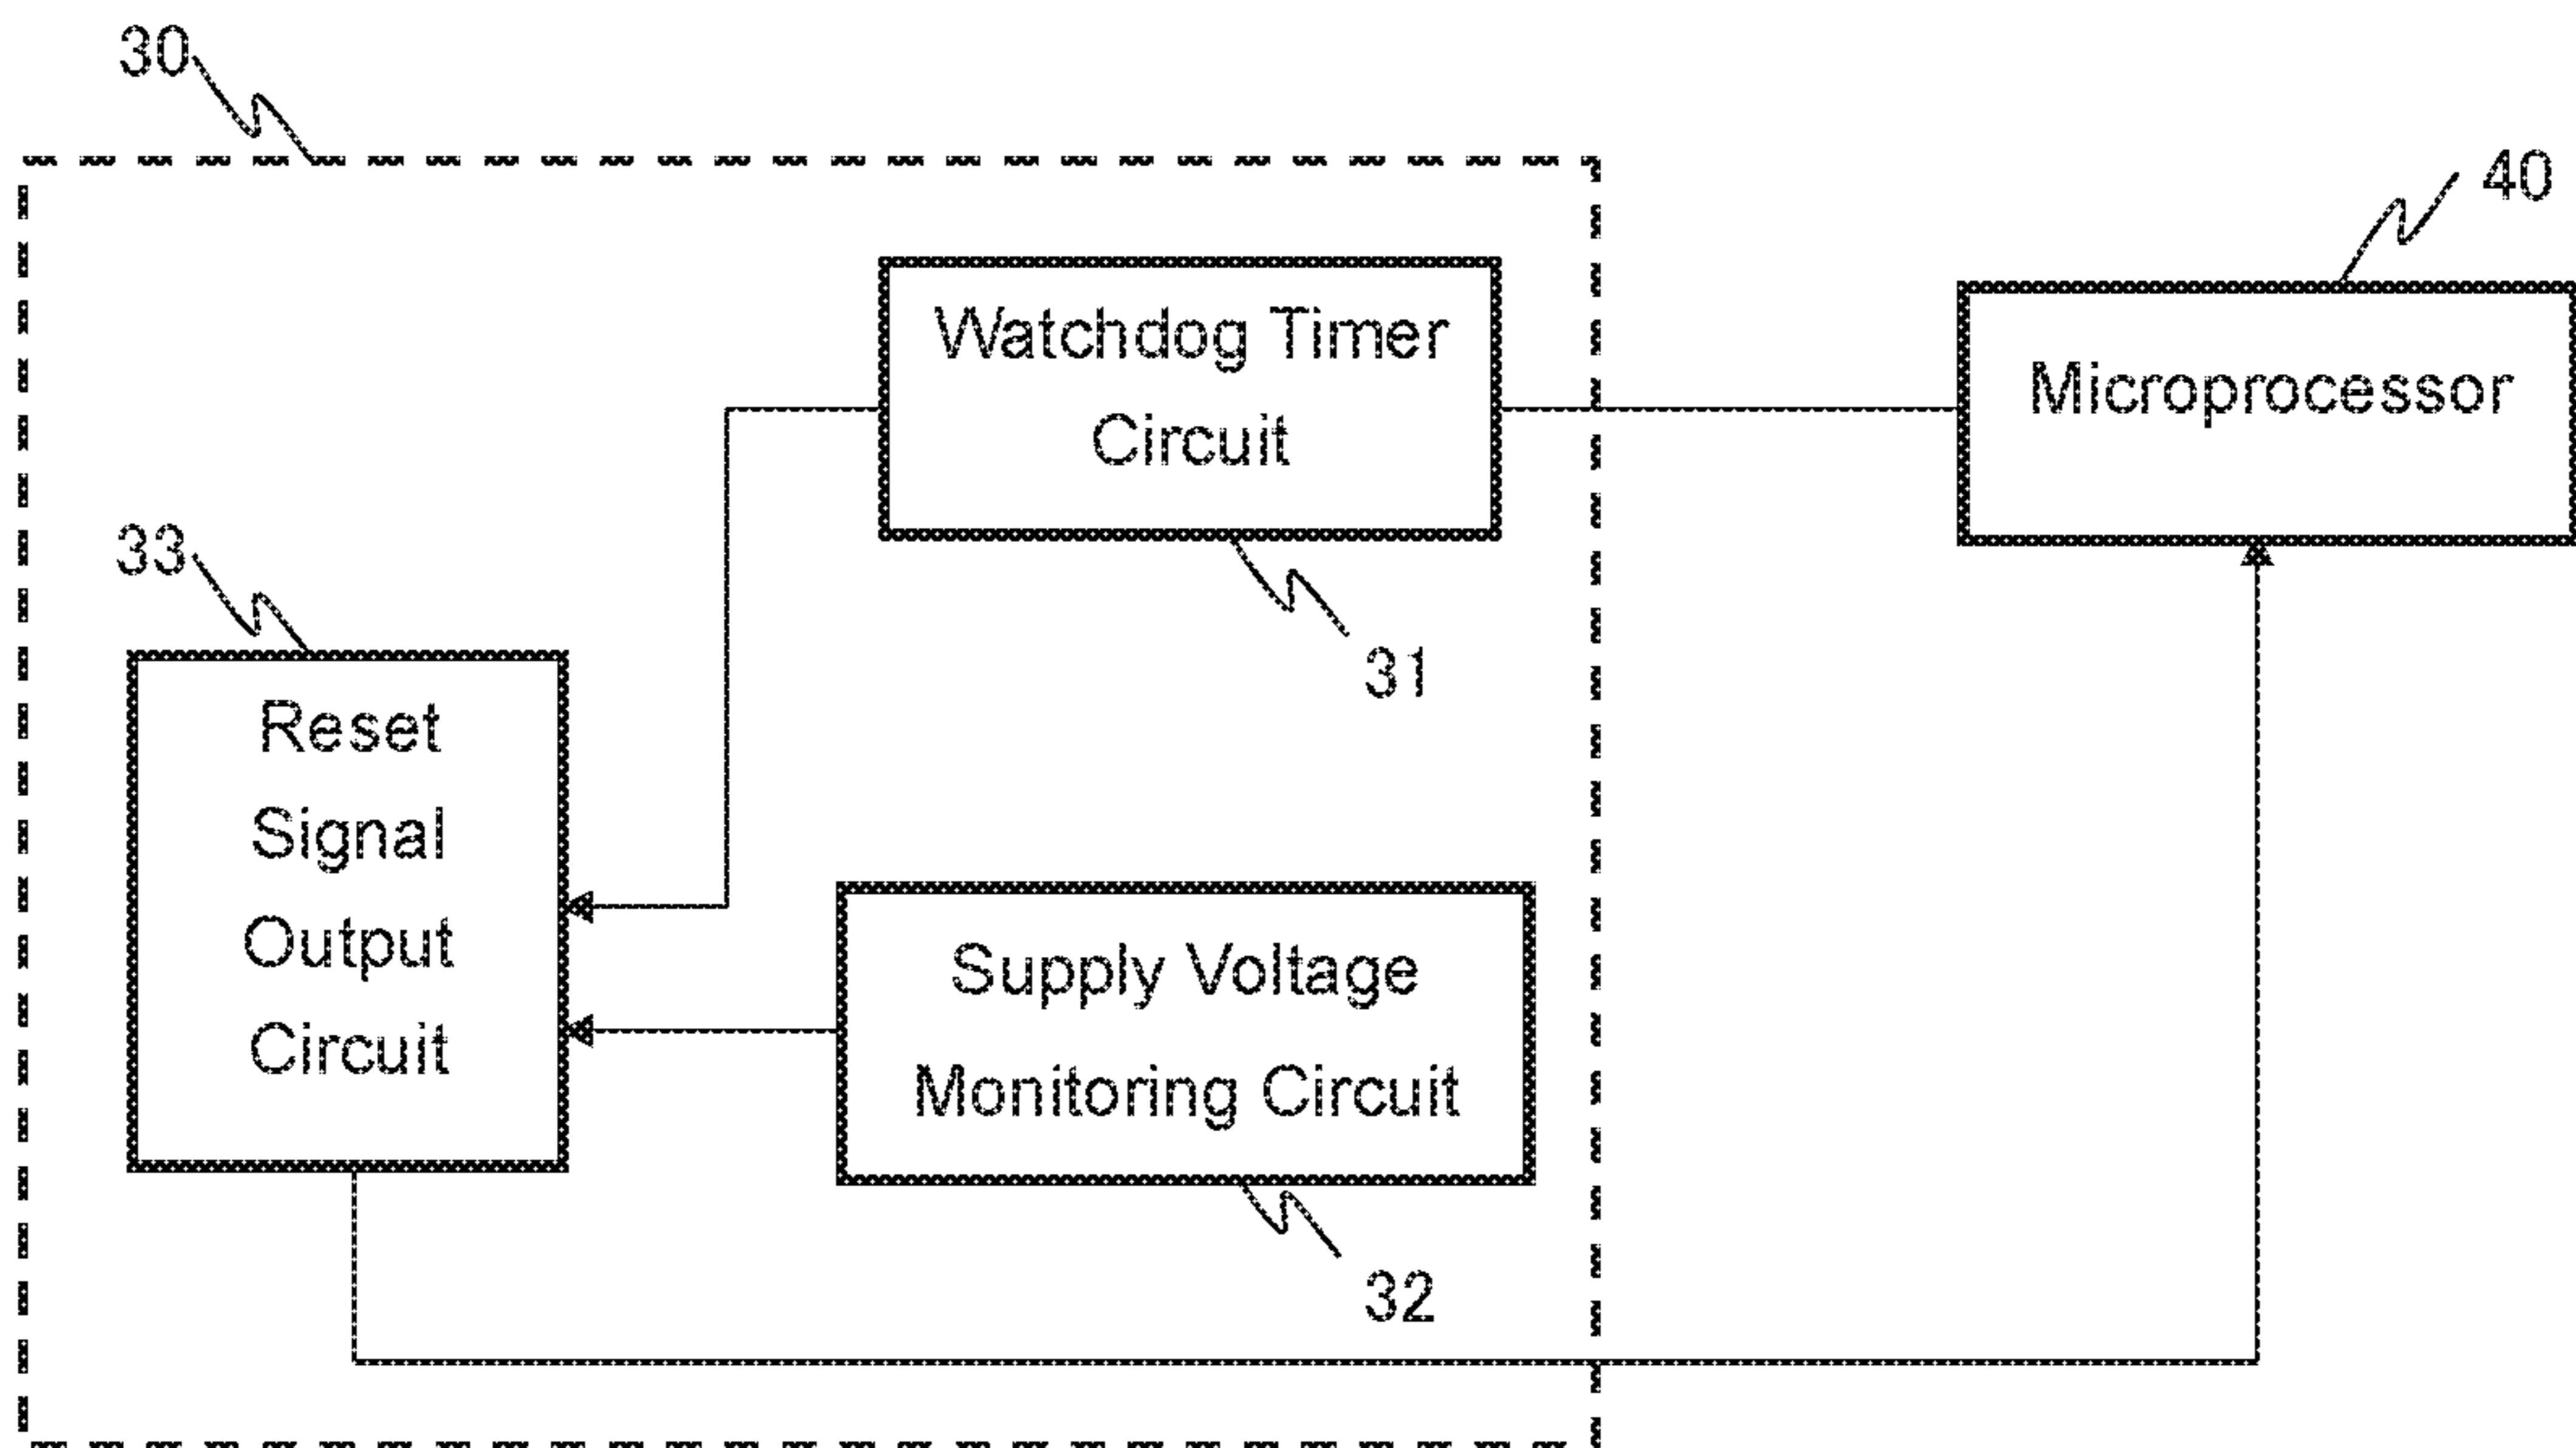 30
40
Watchdog Timer
Circuit
Microprocessor
33
31
Reset
Signal
Output
Circuit
Supply Voltage
Monitoring Circuit
32